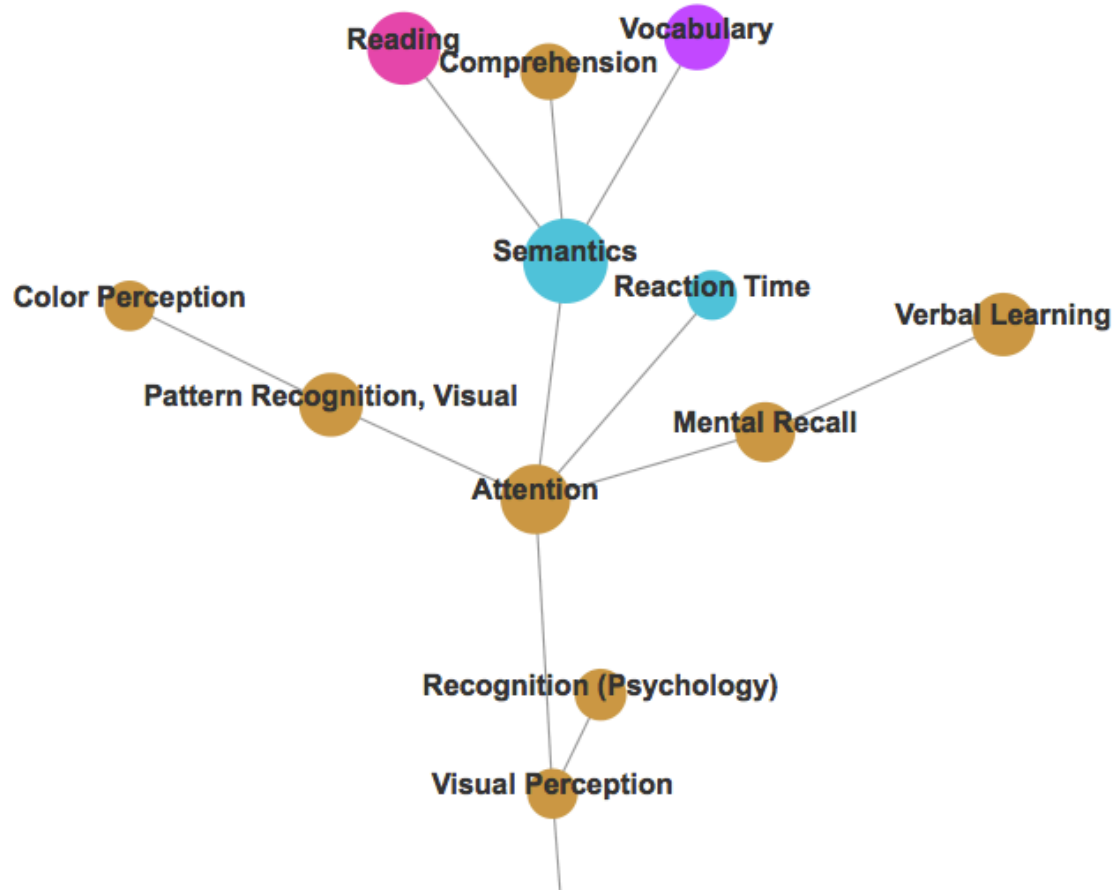 Reading
Vocabulary
Comprehension
Semantics
Reaction Time
Color Perception
Verbal Learning
Pattern Recognition, Visual
Mental Recall
Attention
Recognition (Psychology)
Visual Perception